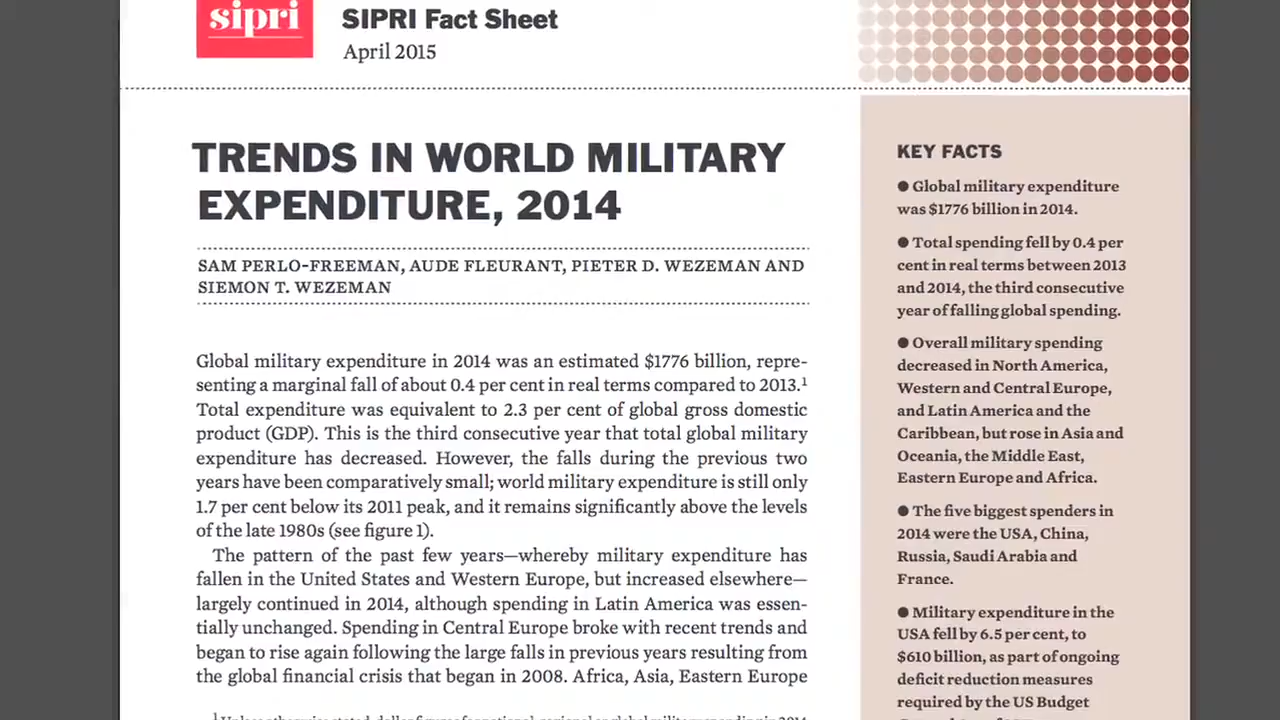 sipri
SIPRI Fact Sheet
April 2015
TRENDS IN WORLD MILITARY
EXPENDITURE, 2014
SAM PERLO-FREEMAN, AUDE FLEURANT, PIETER D. WEZEMAN AND
SIEMON T. WEZEMAN
Global military expenditure in 2014 was an estimated $1776 billion, repre-
senting a marginal fall of about 0.4 per cent in real terms compared to 2013.¹
Total expenditure was equivalent to 2.3 per cent of global gross domestic
product (GDP). This is the third consecutive year that total global military
expenditure has decreased. However, the falls during the previous two
years have been comparatively small; world military expenditure is still only
1.7 per cent below its 2011 peak, and it remains significantly above the levels
of the late 1980s (see figure 1).
The pattern of the past few years—whereby military expenditure has
fallen in the United States and Western Europe, but increased elsewhere—
largely continued in 2014, although spending in Latin America was essen-
tially unchanged. Spending in Central Europe broke with recent trends and
began to rise again following the large falls in previous years resulting from
the global financial crisis that began in 2008. Africa, Asia, Eastern Europe
KEY FACTS
● Global military expenditure
was $1776 billion in 2014.
● Total spending fell by 0.4 per
cent in real terms between 2013
and 2014, the third consecutive
year of falling global spending.
● Overall military spending
decreased in North America,
Western and Central Europe,
and Latin America and the
Caribbean, but rose in Asia and
Oceania, the Middle East,
Eastern Europe and Africa.
● The five biggest spenders in
2014 were the USA, China,
Russia, Saudi Arabia and
France.
● Military expenditure in the
USA fell by 6.5 per cent, to
$610 billion, as part of ongoing
deficit reduction measures
required by the US Budget